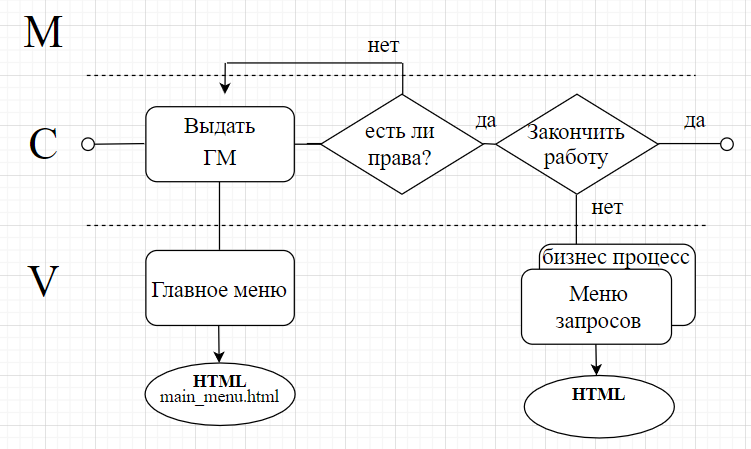 М
нет
С
Выдать
ГМ
есть ли
права?
да
Закончить
работу
да
нет
V
Главное меню
бизнес процесс
Меню
запросов
HTML
main_menu.html
HTML